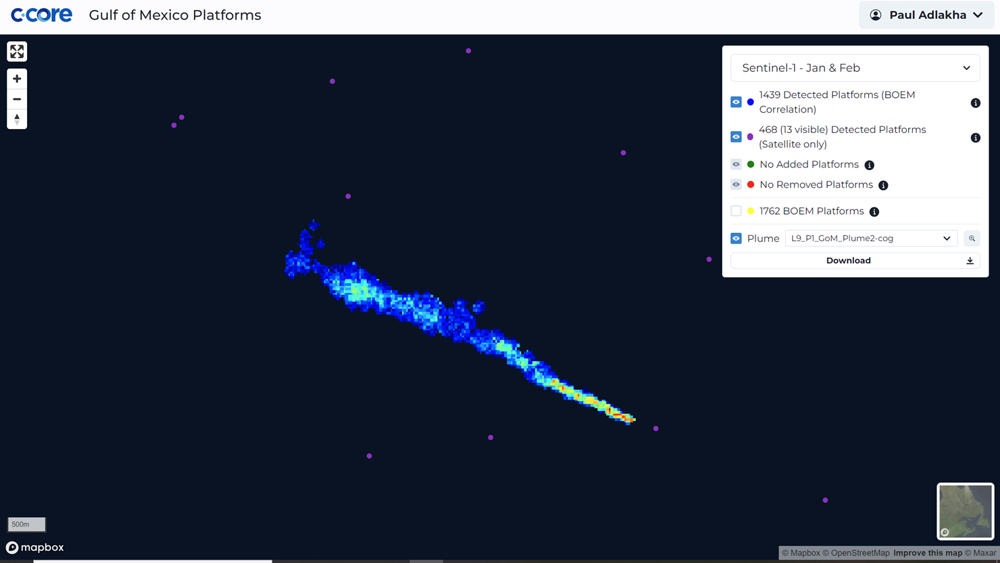 c-core Gulf of Mexico Platforms
Paul Adlakha
Sentinel-1 - Jan & Feb
1439 Detected Platforms (BOEM
Correlation)
468 (13 visible) Detected Platforms
(Satellite only)
No Added Platforms
No Removed Platforms
1762 BOEM Platforms
Plume L9_P1_GoM_Plume2-cog
Download
500m
mapbox
© Mapbox © OpenStreetMap Improve this map © Maxar